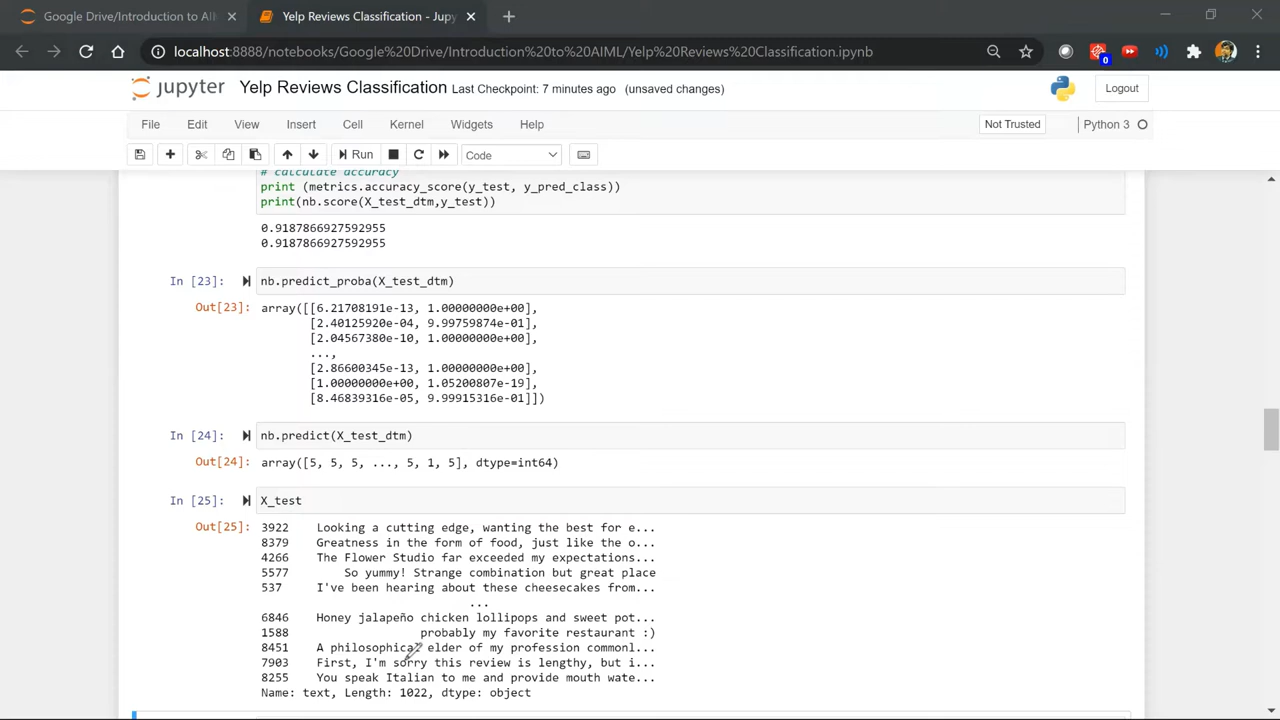 Google Drive/Introduction to AIM
Yelp Reviews Classification - Jupy
localhost:8888/notebooks/Google%20Drive/Introduction%20to%20AIML/Yelp%20Reviews%20Classification.ipynb
0
jupyter Yelp Reviews Classification Last Checkpoint: 7 minutes ago (unsaved changes)
Logout
File Edit View Insert Cell Kernel Widgets Help
Not Trusted
Python 3
Run
Code
# calculate accuracy
print (metrics.accuracy_score(y_test, y_pred_class))
print(nb.score(X_test_dtm,y_test))
0.9187866927592955
0.9187866927592955
In [23]: nb.predict_proba(X_test_dtm)
Out[23]: array([[6.21708191e-13, 1.00000000e+00],
[2.40125920e-04, 9.99759874e-01],
[2.04567380e-10, 1.00000000e+00],
...,
[2.86600345e-13, 1.00000000e+00],
[1.00000000e+00, 1.05200807e-19],
[8.46839316e-05, 9.99915316e-01]])
In [24]: nb.predict(X_test_dtm)
Out[24]: array([5, 5, 5, ..., 5, 1, 5], dtype=int64)
In [25]: X_test
Out[25]: 3922 Looking a cutting edge, wanting the best for e...
8379 Greatness in the form of food, just like the o...
4266 The Flower Studio far exceeded my expectations...
5577 So yummy! Strange combination but great place
537 I've been hearing about these cheesecakes from...
...
6846 Honey jalapeño chicken lollipops and sweet pot...
1588 probably my favorite restaurant :)
8451 A philosophical elder of my profession commonl...
7903 First, I'm sorry this review is lengthy, but i...
8255 You speak Italian to me and provide mouth wate...
Name: text, Length: 1022, dtype: object